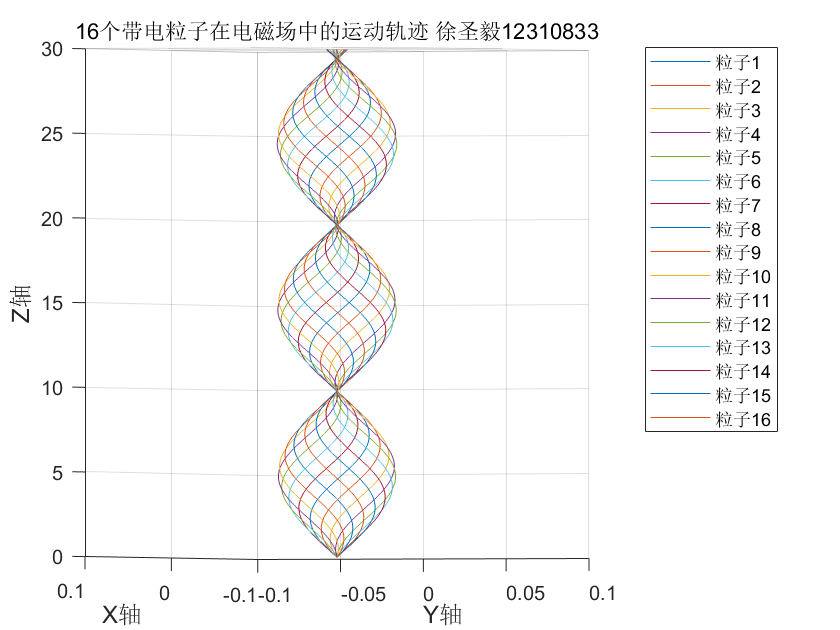 16个带电粒子在电磁场中的运动轨迹 徐圣毅12310833
30
25
20
15
10
5
0
Z轴
0.1 0 -0.1 -0.1 -0.05 0 0.05 0.1
X轴 Y轴
粒子1
粒子2
粒子3
粒子4
粒子5
粒子6
粒子7
粒子8
粒子9
粒子10
粒子11
粒子12
粒子13
粒子14
粒子15
粒子16